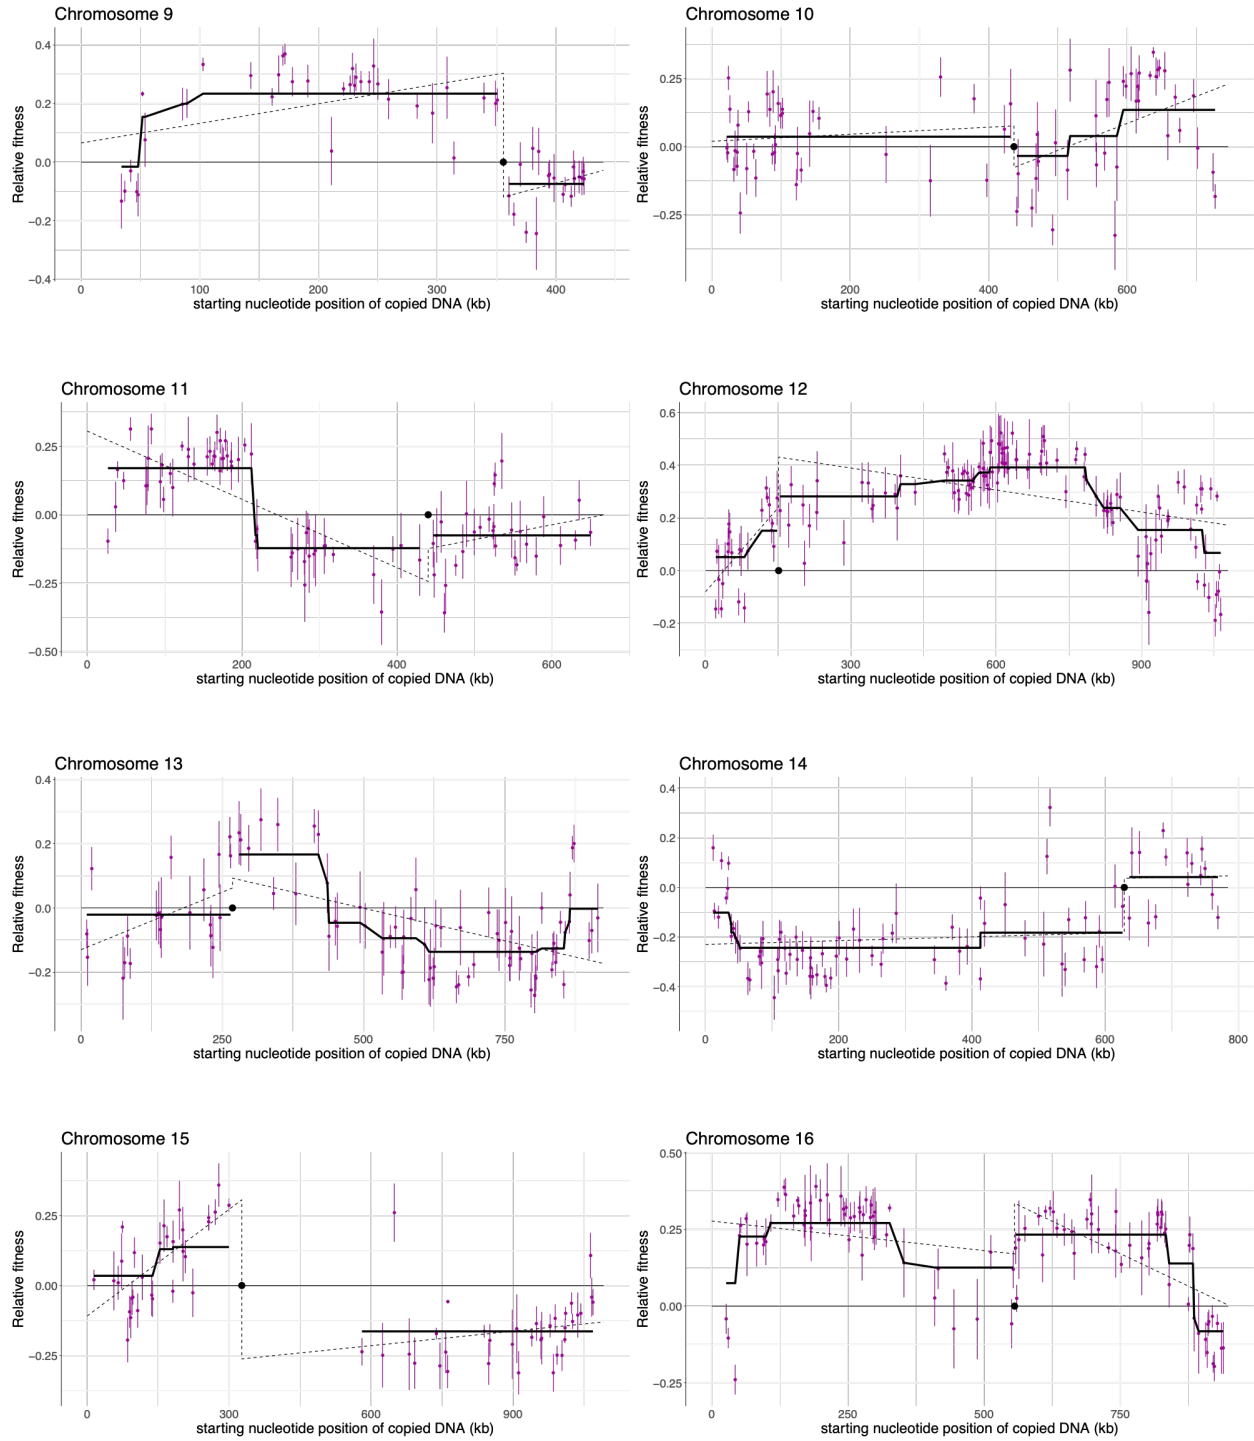 Chromosome 9
Relative fitness
0.4
0.2
0.0
−0.2
−0.4
0
100
200
300
400
starting nucleotide position of copied DNA (kb)
Chromosome 10
Relative fitness
0.25
0.00
−0.25
0
200
400
600
starting nucleotide position of copied DNA (kb)
Chromosome 11
Relative fitness
0.25
0.00
−0.25
−0.50
0
200
400
600
starting nucleotide position of copied DNA (kb)
Chromosome 12
Relative fitness
0.6
0.4
0.2
0.0
−0.2
0
300
600
900
starting nucleotide position of copied DNA (kb)
Chromosome 13
Relative fitness
0.4
0.2
0.0
−0.2
0
250
500
750
starting nucleotide position of copied DNA (kb)
Chromosome 14
Relative fitness
0.4
0.2
0.0
−0.2
−0.4
0
200
400
600
800
starting nucleotide position of copied DNA (kb)
Chromosome 15
Relative fitness
0.25
0.00
−0.25
0
300
600
900
starting nucleotide position of copied DNA (kb)
Chromosome 16
Relative fitness
0.50
0.25
0.00
−0.25
0
250
500
750
starting nucleotide position of copied DNA (kb)